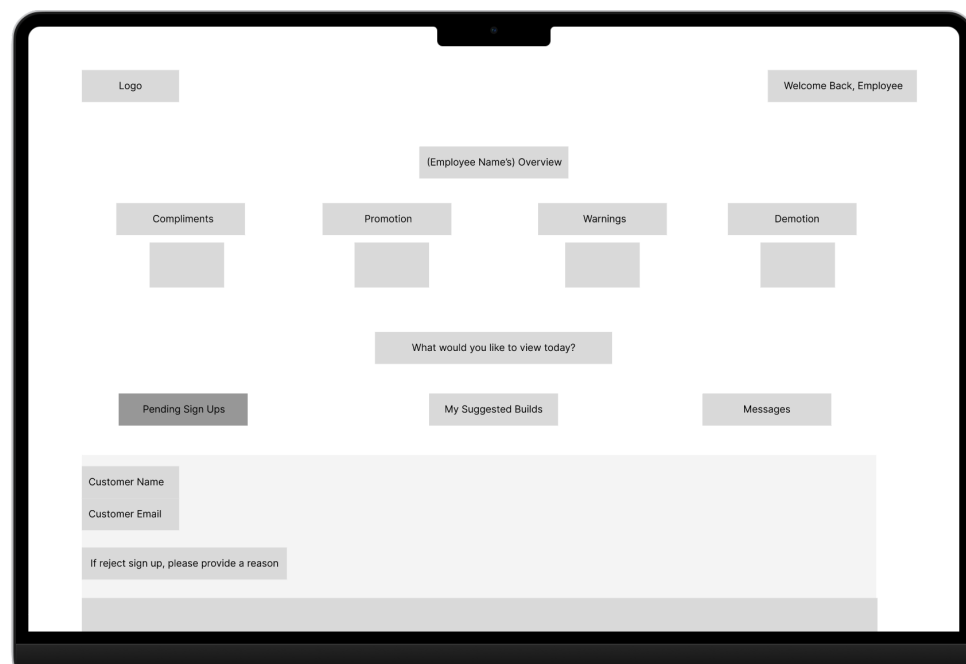 Logo
Welcome Back, Employee
(Employee Name's) Overview
Compliments
Promotion
Warnings
Demotion
What would you like to view today?
Pending Sign Ups
My Suggested Builds
Messages
Customer Name
Customer Email
If reject sign up, please provide a reason